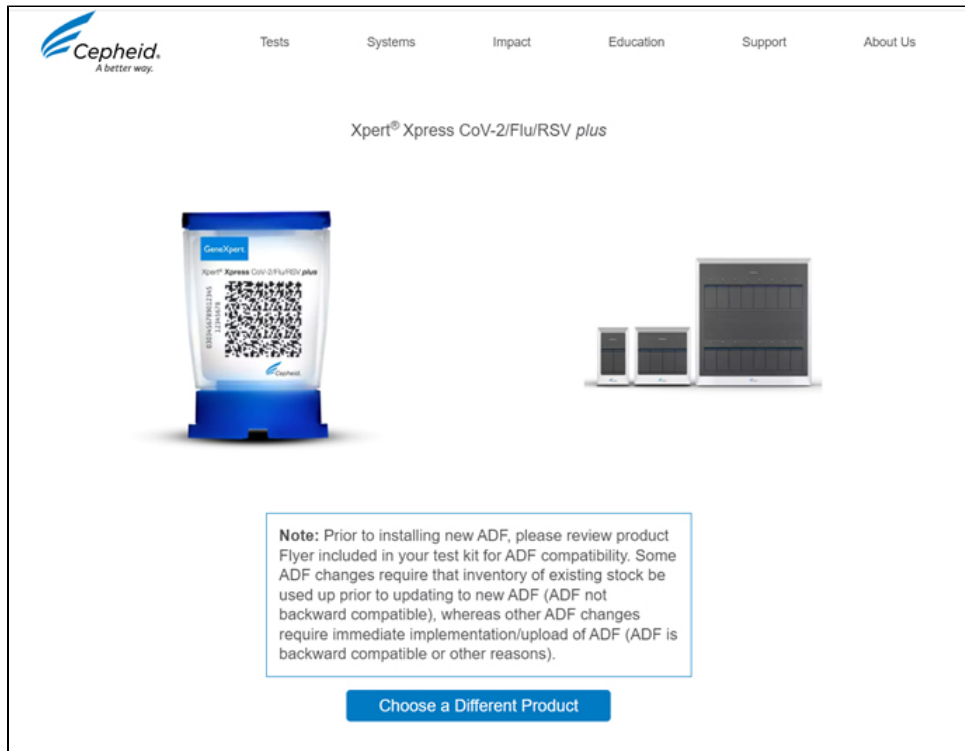 Cepheid.
A better way.
Tests Systems Impact Education Support About Us
Xpert® Xpress CoV-2/Flu/RSV plus
GeneXpert
Xpert® Xpress CoV-2/Flu/RSV plus
0303456789012345
12345678
Cepheid.
Note: Prior to installing new ADF, please review product
Flyer included in your test kit for ADF compatibility. Some
ADF changes require that inventory of existing stock be
used up prior to updating to new ADF (ADF not
backward compatible), whereas other ADF changes
require immediate implementation/upload of ADF (ADF is
backward compatible or other reasons).
Choose a Different Product